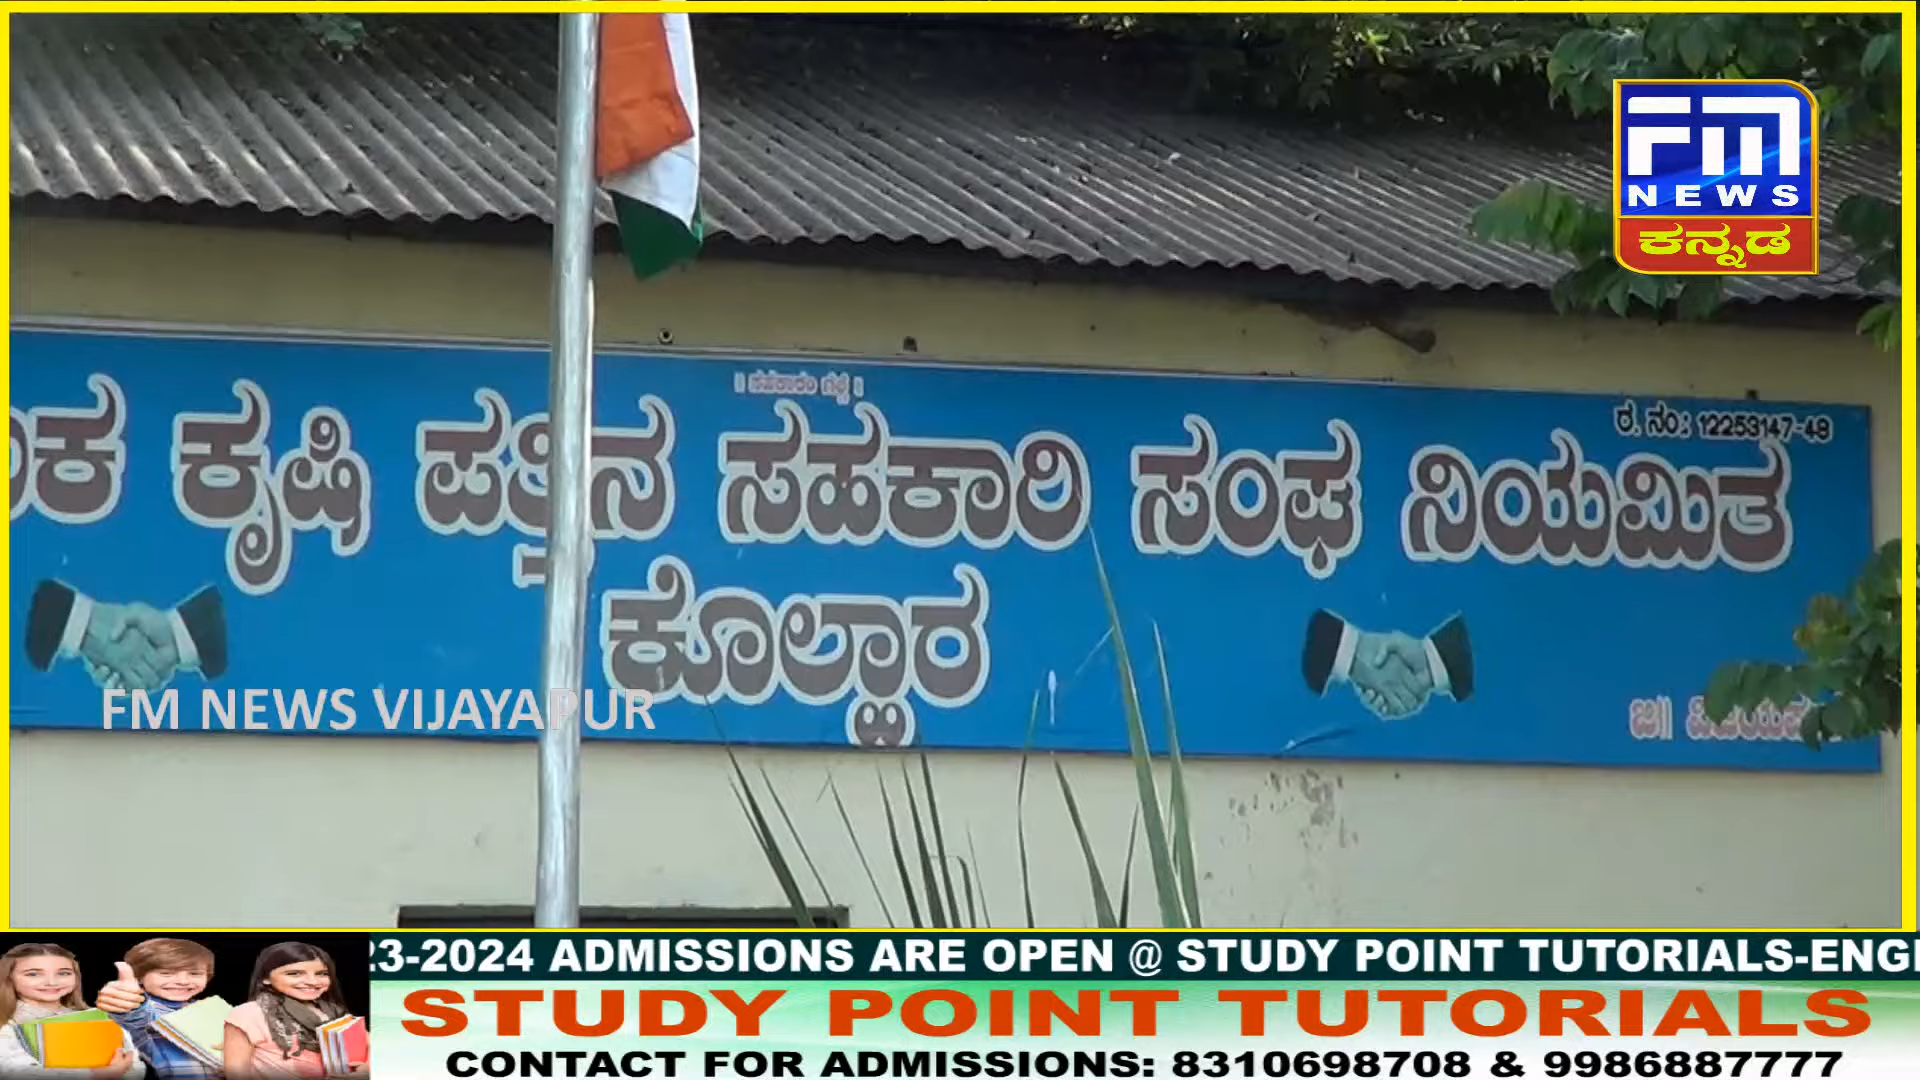 FM
NEWS
ಕನ್ನಡ
ರ. ನಂ.: 12253147-48
ಕೃಷಿ ಪತ್ತಿನ ಸಹಕಾರಿ ಸಂಘ ನಿಯಮಿತ
ಕೊಲ್ಹಾರ
FM NEWS VIJAYAPUR
23-2024 ADMISSIONS ARE OPEN @ STUDY POINT TUTORIALS-ENGL
STUDY POINT TUTORIALS
CONTACT FOR ADMISSIONS: 8310698708 & 9986887777